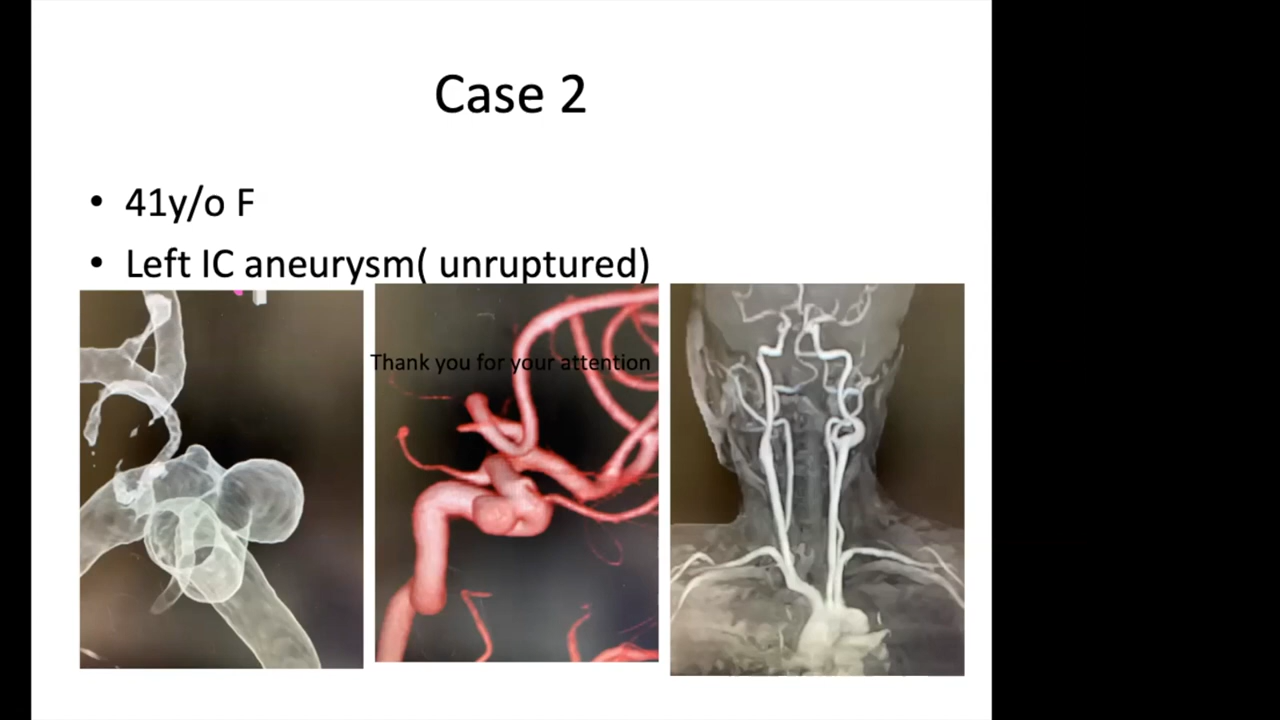 Case 2
• 41y/o F
• Left IC aneurysm( unruptured)
Thank you for your attention